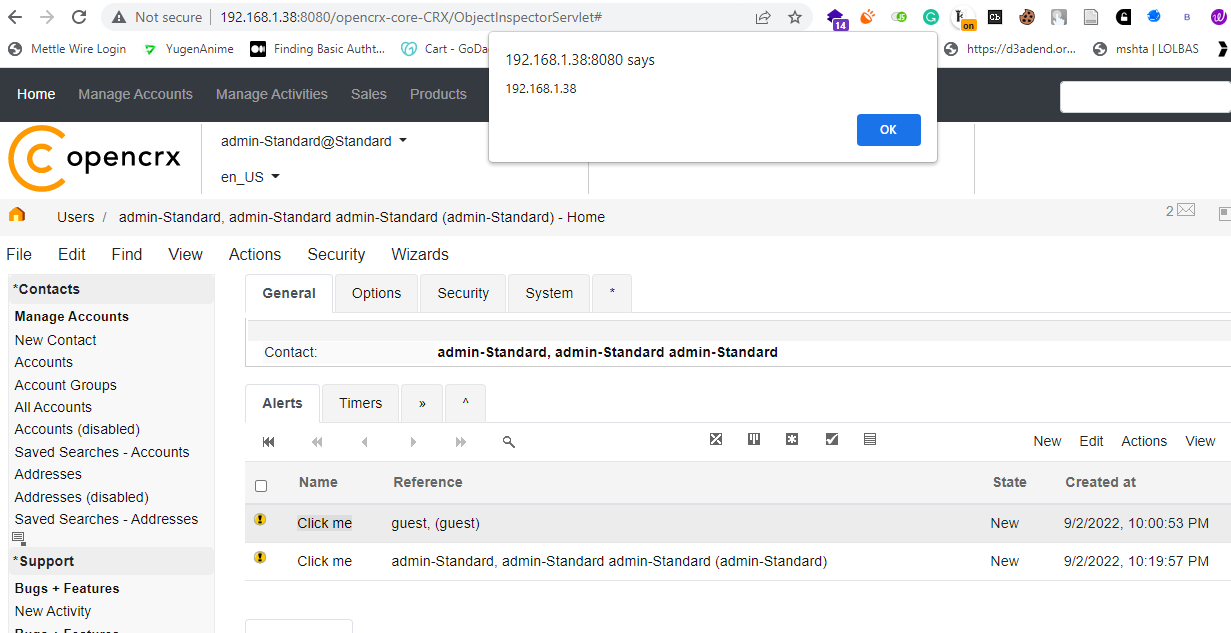 Not secure 192.168.1.38:8080/opencrx-core-CRX/ObjectInspectorServlet#
14
on
Cb
B
Mettle Wire Login YugenAnime Finding Basic Autht... Cart - GoDa https://d3adend.or... mshta | LOLBAS
192.168.1.38:8080 says
192.168.1.38
OK
Home Manage Accounts Manage Activities Sales Products
opencrx
admin-Standard@Standard
en_US
Users / admin-Standard, admin-Standard admin-Standard (admin-Standard) - Home
2
File Edit Find View Actions Security Wizards
*Contacts
Manage Accounts
New Contact
Accounts
Account Groups
All Accounts
Accounts (disabled)
Saved Searches - Accounts
Addresses
Addresses (disabled)
Saved Searches - Addresses
*Support
Bugs + Features
New Activity
Bugs + Features
General Options Security System *
Contact: admin-Standard, admin-Standard admin-Standard
Alerts Timers » ^
New Edit Actions View
Name Reference State Created at
Click me guest, (guest) New 9/2/2022, 10:00:53 PM
Click me admin-Standard, admin-Standard admin-Standard (admin-Standard) New 9/2/2022, 10:19:57 PM